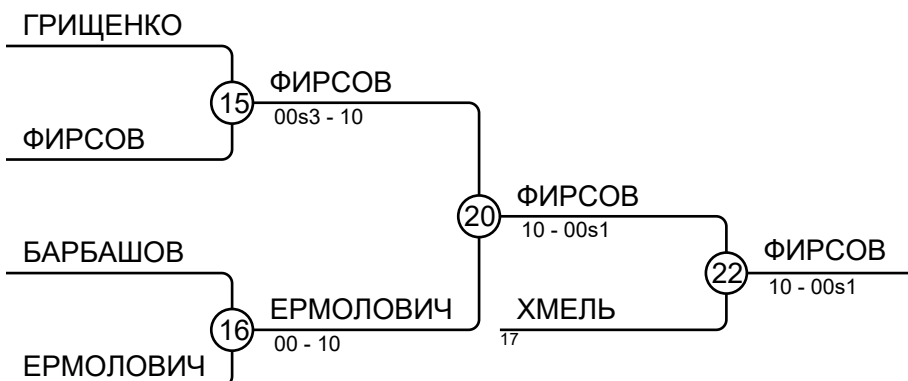 ГРИЩЕНКО
15
ФИРСОВ
00s3 - 10
ФИРСОВ
20
ФИРСОВ
10 - 00s1
БАРБАШОВ
22
ФИРСОВ
10 - 00s1
16
ЕРМОЛОВИЧ
00 - 10
ХМЕЛЬ
17
ЕРМОЛОВИЧ